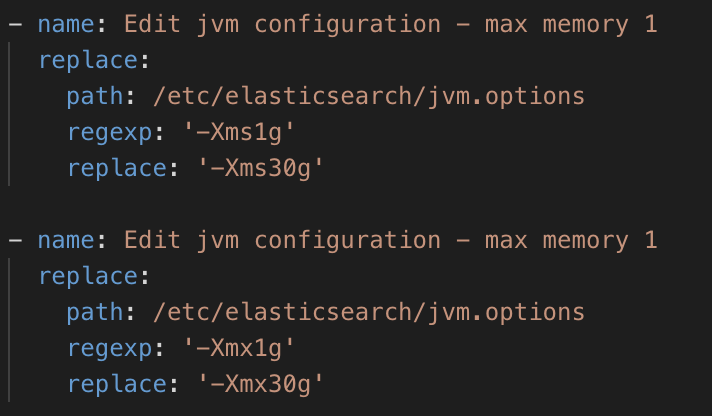 - name: Edit jvm configuration - max memory 1
replace:
path: /etc/elasticsearch/jvm.options
regexp: '-Xms1g'
replace: '-Xms30g'
- name: Edit jvm configuration - max memory 1
replace:
path: /etc/elasticsearch/jvm.options
regexp: '-Xmx1g'
replace: '-Xmx30g'